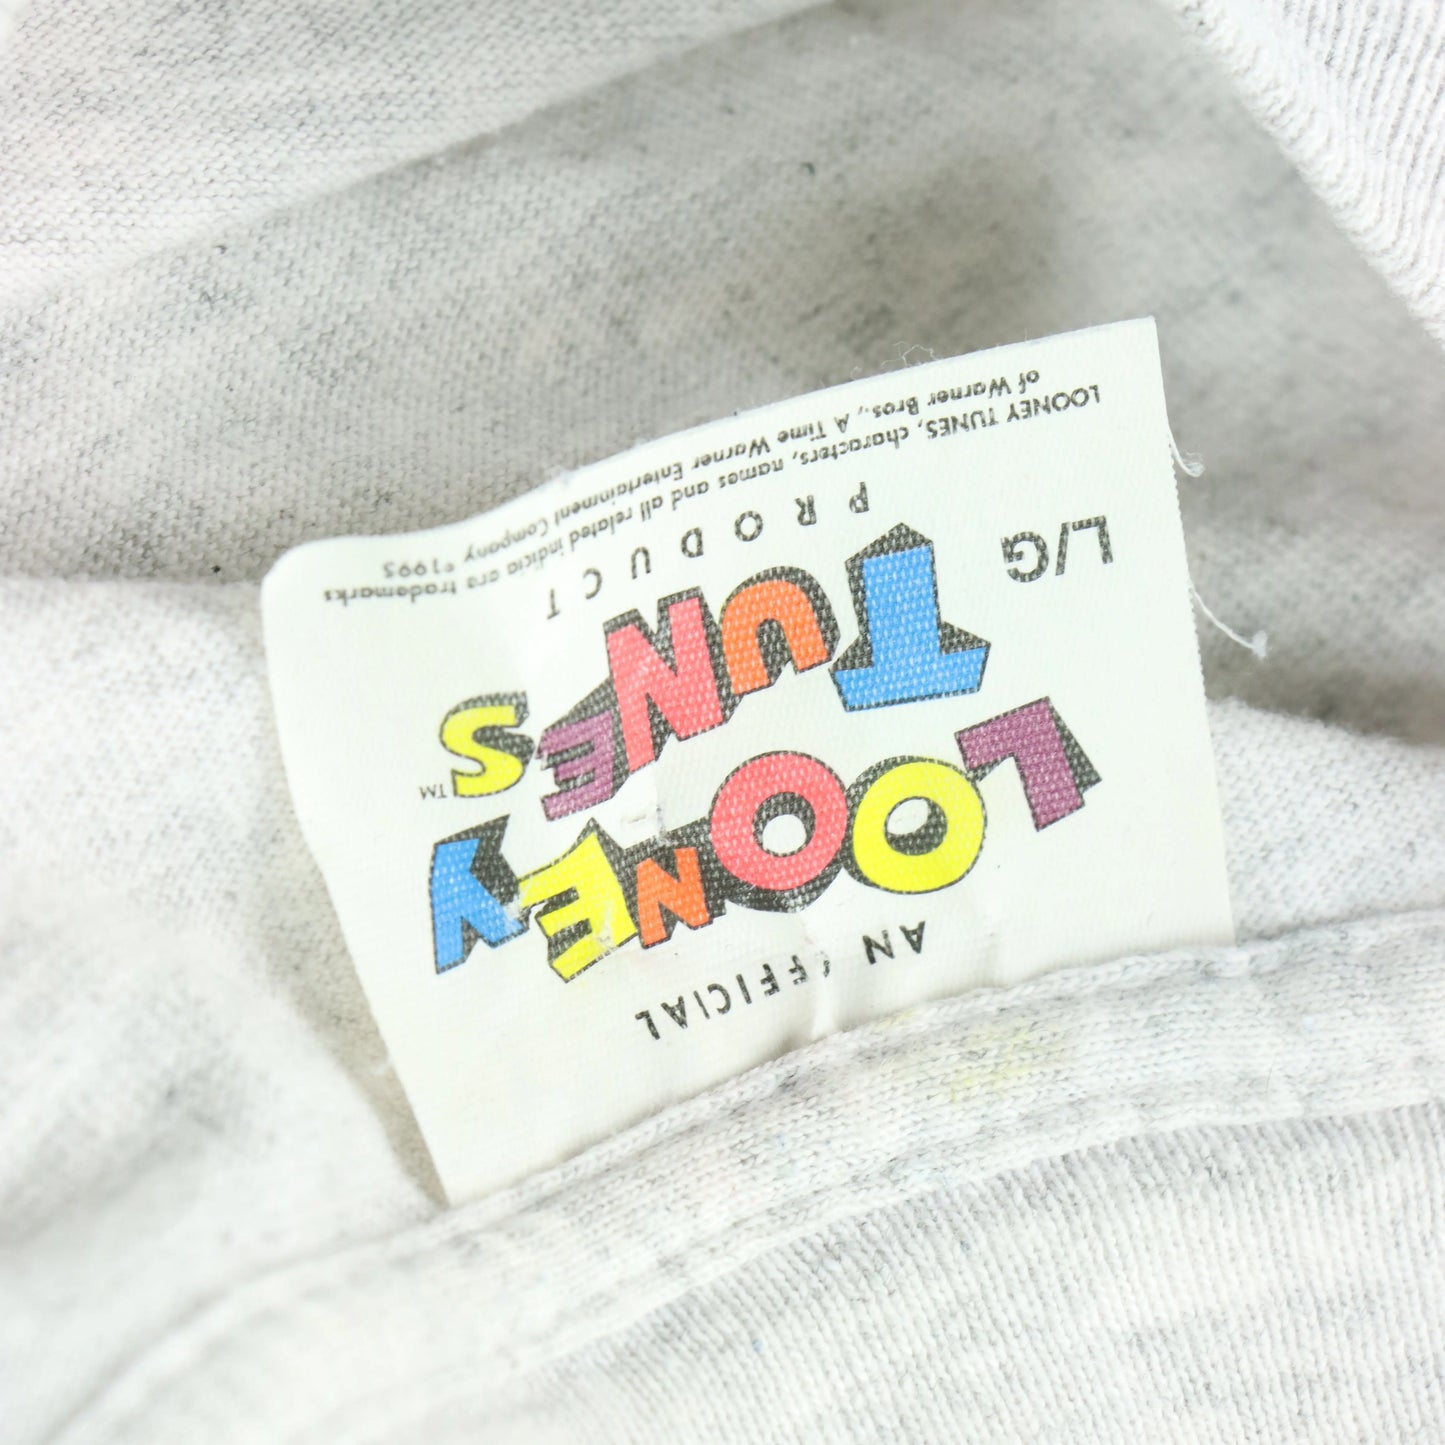 AN OFFICIAL
LOONEY
TUNES™
PRODUCT
L/G
LOONEY TUNES, characters, names and all related indicia are trademarks
of Warner Bros., A Time Warner Entertainment Company ©1995